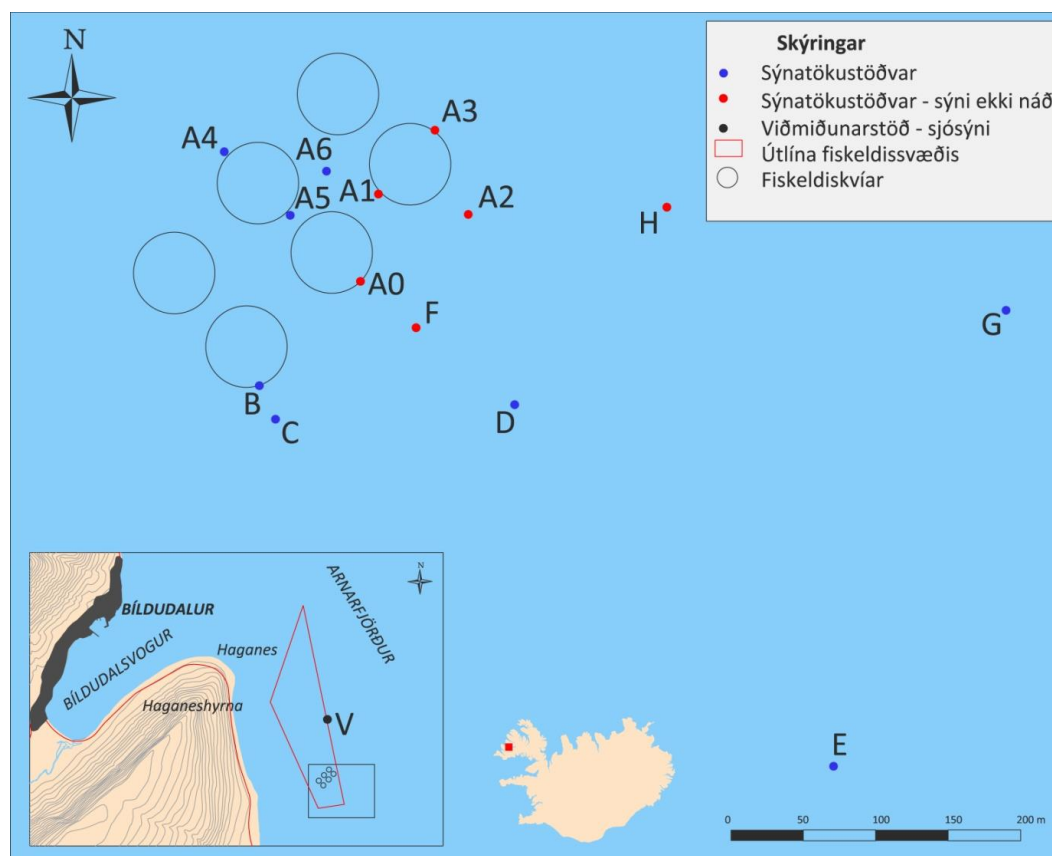 N
Skýringar
Sýnatökustöðvar
Sýnatökustöðvar - sýni ekki náð
Viðmiðunarstöð - sjósýni
Útlína fiskeldissvæðis
Fiskeldiskvíar
A3
A4
A6
A1
A2
A5
H
A0
F
G
B
D
C
N
BÍLDUDALUR
ARNARFJÖRÐUR
BÍLDUDALSVOGUR
Haganes
Haganeshyrna
V
E
0 50 100 150 200 m